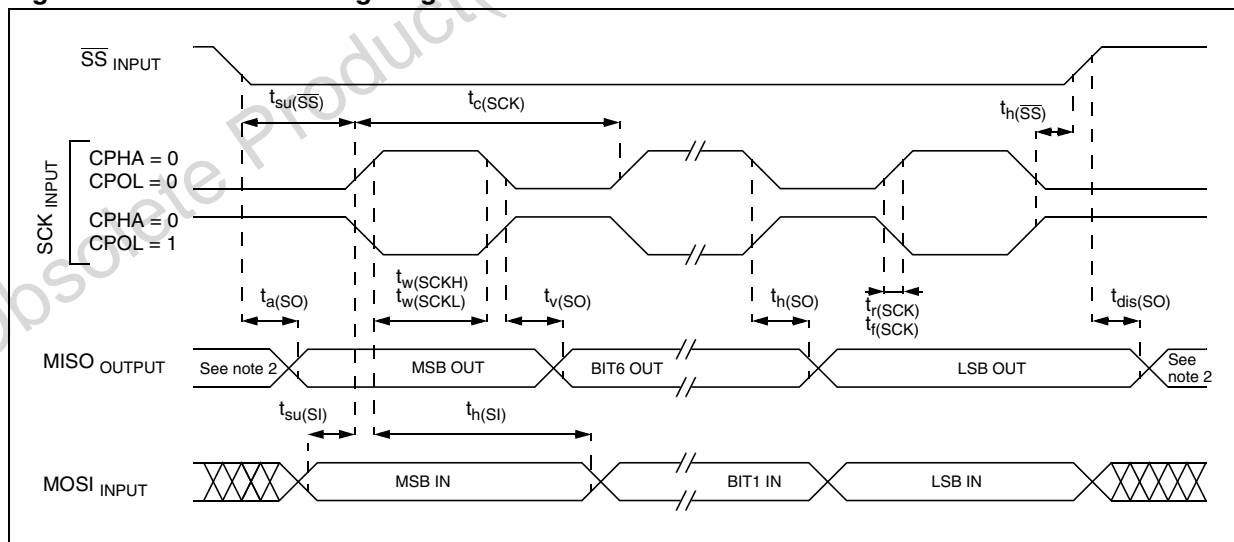 Obsolete Product(
SS INPUT
tsu(SS)
tc(SCK)
th(SS)
SCK INPUT
CPHA = 0
CPOL = 0
CPHA = 0
CPOL = 1
ta(SO)
tw(SCKH)
tw(SCKL)
tv(SO)
th(SO)
tr(SCK)
tf(SCK)
tdis(SO)
MISO OUTPUT
See note 2
MSB OUT
BIT6 OUT
LSB OUT
See
note 2
tsu(SI)
th(SI)
MOSI INPUT
MSB IN
BIT1 IN
LSB IN